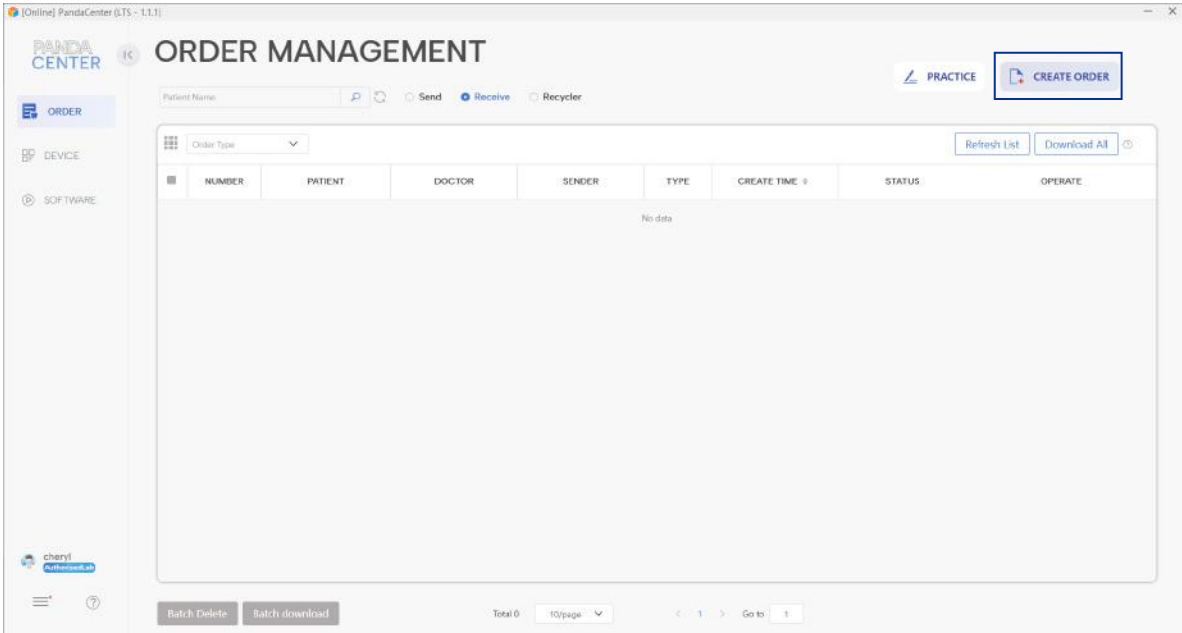 [Online] PandaCenter (LTS - 1.1.1)
PANDA
CENTER
ORDER MANAGEMENT
PRACTICE
CREATE ORDER
Patient Name
Send
Receive
Recycler
ORDER
DEVICE
SOFTWARE
Order Type
Refresh List
Download All
NUMBER
PATIENT
DOCTOR
SENDER
TYPE
CREATE TIME
STATUS
OPERATE
No data
cheryl
AuthorizedLab
Batch Delete
Batch download
Total 0
10/page
< 1 >
Go to
1